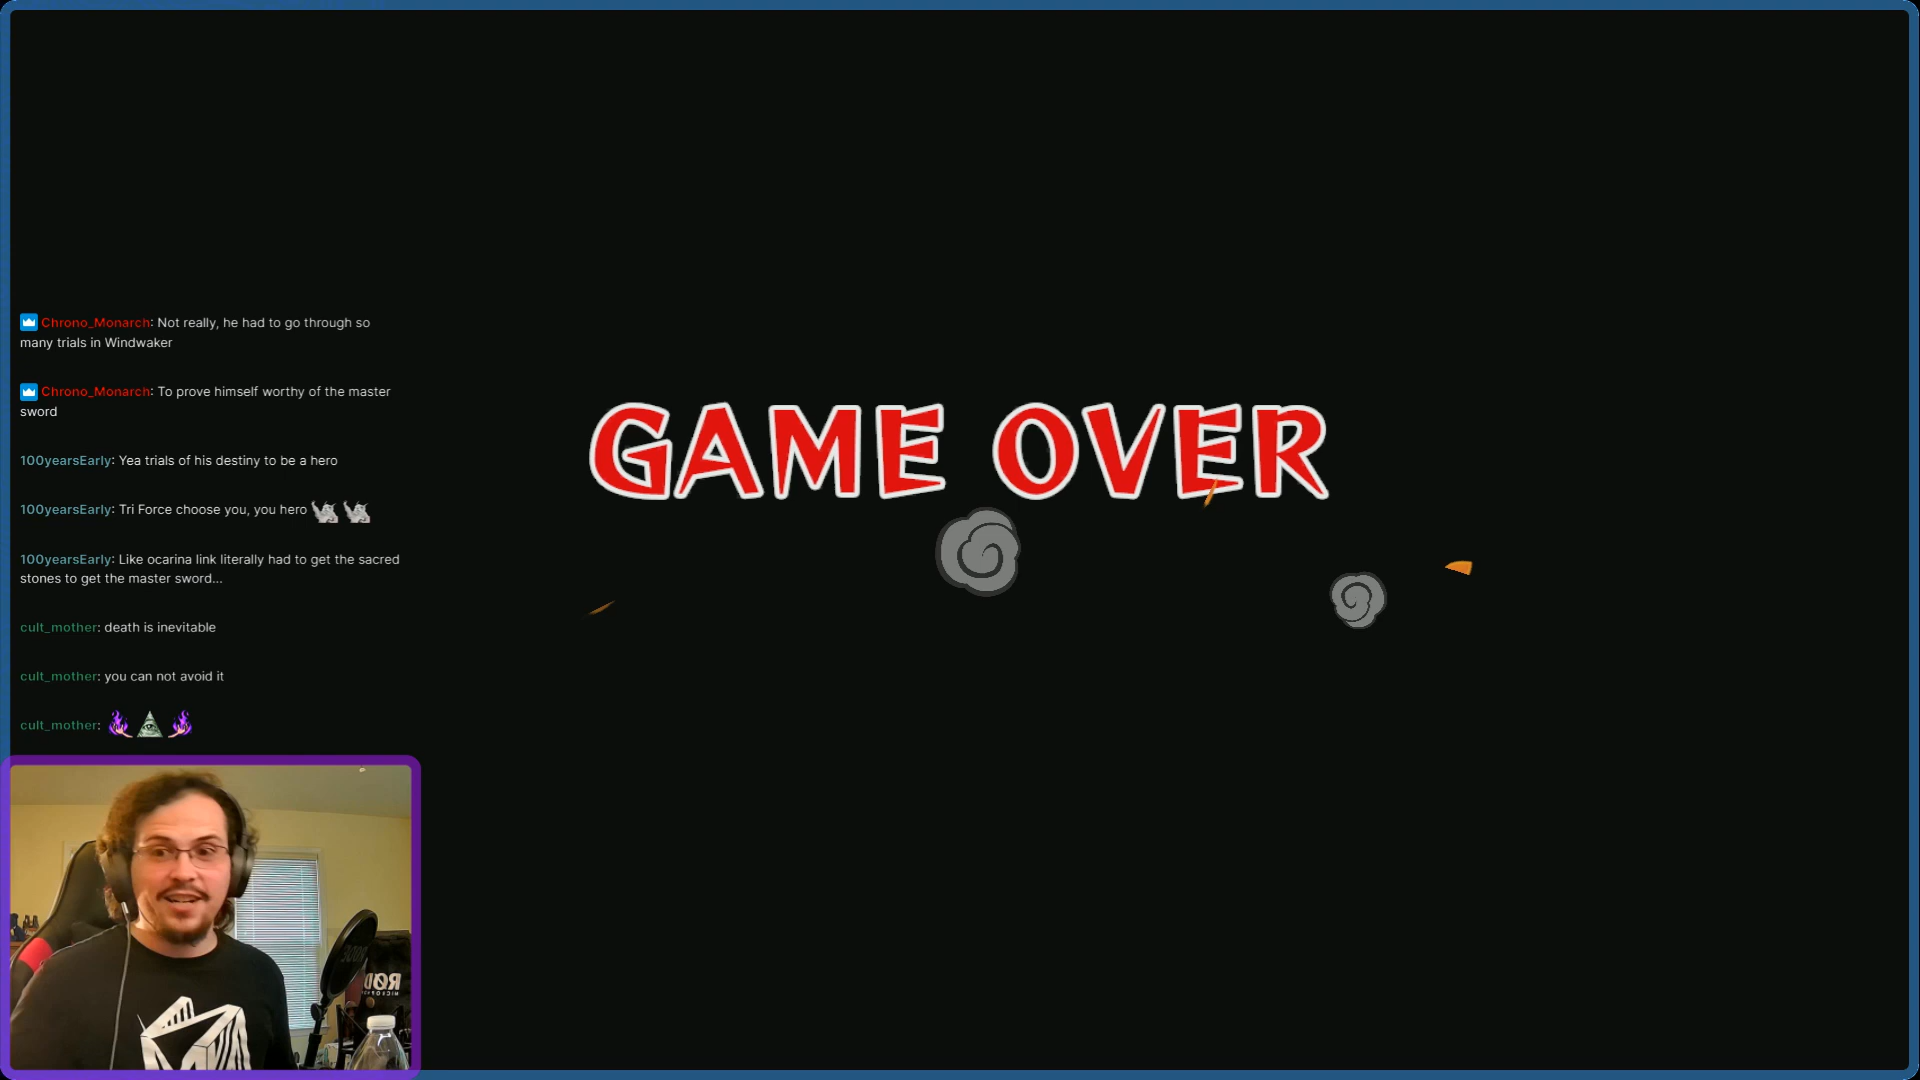 Chrono_Monarch: Not really, he had to go through so
many trials in Windwaker
Chrono_Monarch: To prove himself worthy of the master
sword
100yearsEarly: Yea trials of his destiny to be a hero
100yearsEarly: Tri Force choose you, you hero
100yearsEarly: Like ocarina link literally had to get the sacred
stones to get the master sword...
cult_mother: death is inevitable
cult_mother: you can not avoid it
cult_mother:
GAME OVER